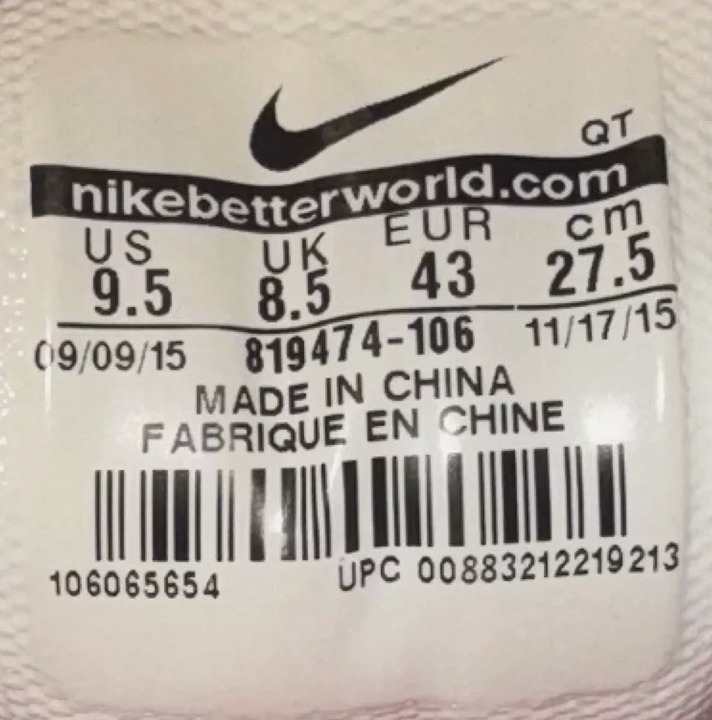 QT
nikebetterworld.com
US UK EUR cm
9.5 8.5 43 27.5
09/09/15 819474-106 11/17/15
MADE IN CHINA
FABRIQUE EN CHINE
106065654 UPC 00883212219213